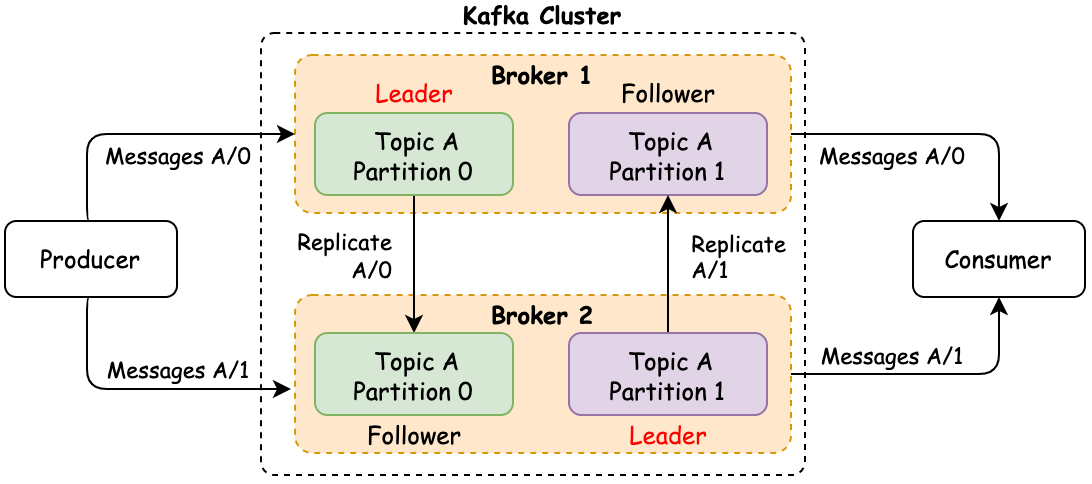 Kafka Cluster
Broker 1
Leader
Follower
Topic A
Partition 0
Topic A
Partition 1
Messages A/0
Messages A/0
Producer
Replicate
A/0
Replicate
A/1
Consumer
Broker 2
Topic A
Partition 0
Topic A
Partition 1
Messages A/1
Messages A/1
Follower
Leader